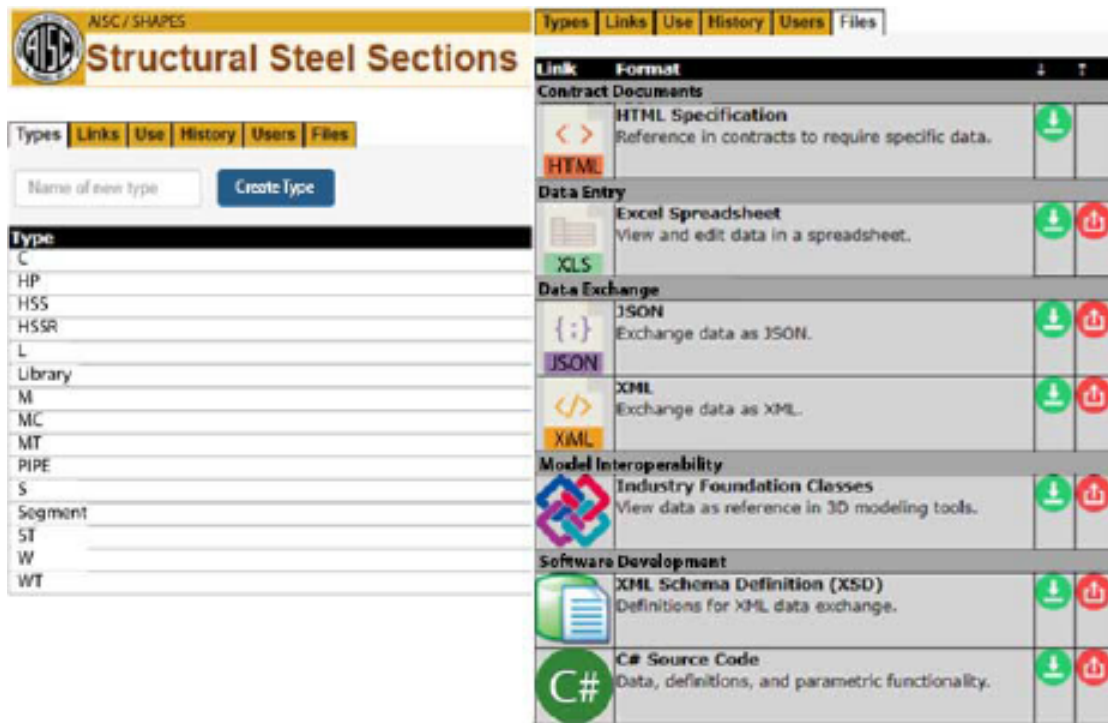 AISC / SHAPES
AISC
Structural Steel Sections
Types Links Use History Users Files
Name of new type Create Type
Type
C
HP
HSS
HSSR
L
Library
M
MC
MT
PIPE
S
Segment
ST
W
WT
Types Links Use History Users Files
Link Format ↓ ↑
Contract Documents
HTML Specification
< > Reference in contracts to require specific data.
HTML
Data Entry
Excel Spreadsheet
View and edit data in a spreadsheet.
XLS
Data Exchange
JSON
{;} Exchange data as JSON.
JSON
XML
</> Exchange data as XML.
XML
Model Interoperability
Industry Foundation Classes
View data as reference in 3D modeling tools.
Software Development
XML Schema Definition (XSD)
Definitions for XML data exchange.
C# Source Code
C# Data, definitions, and parametric functionality.